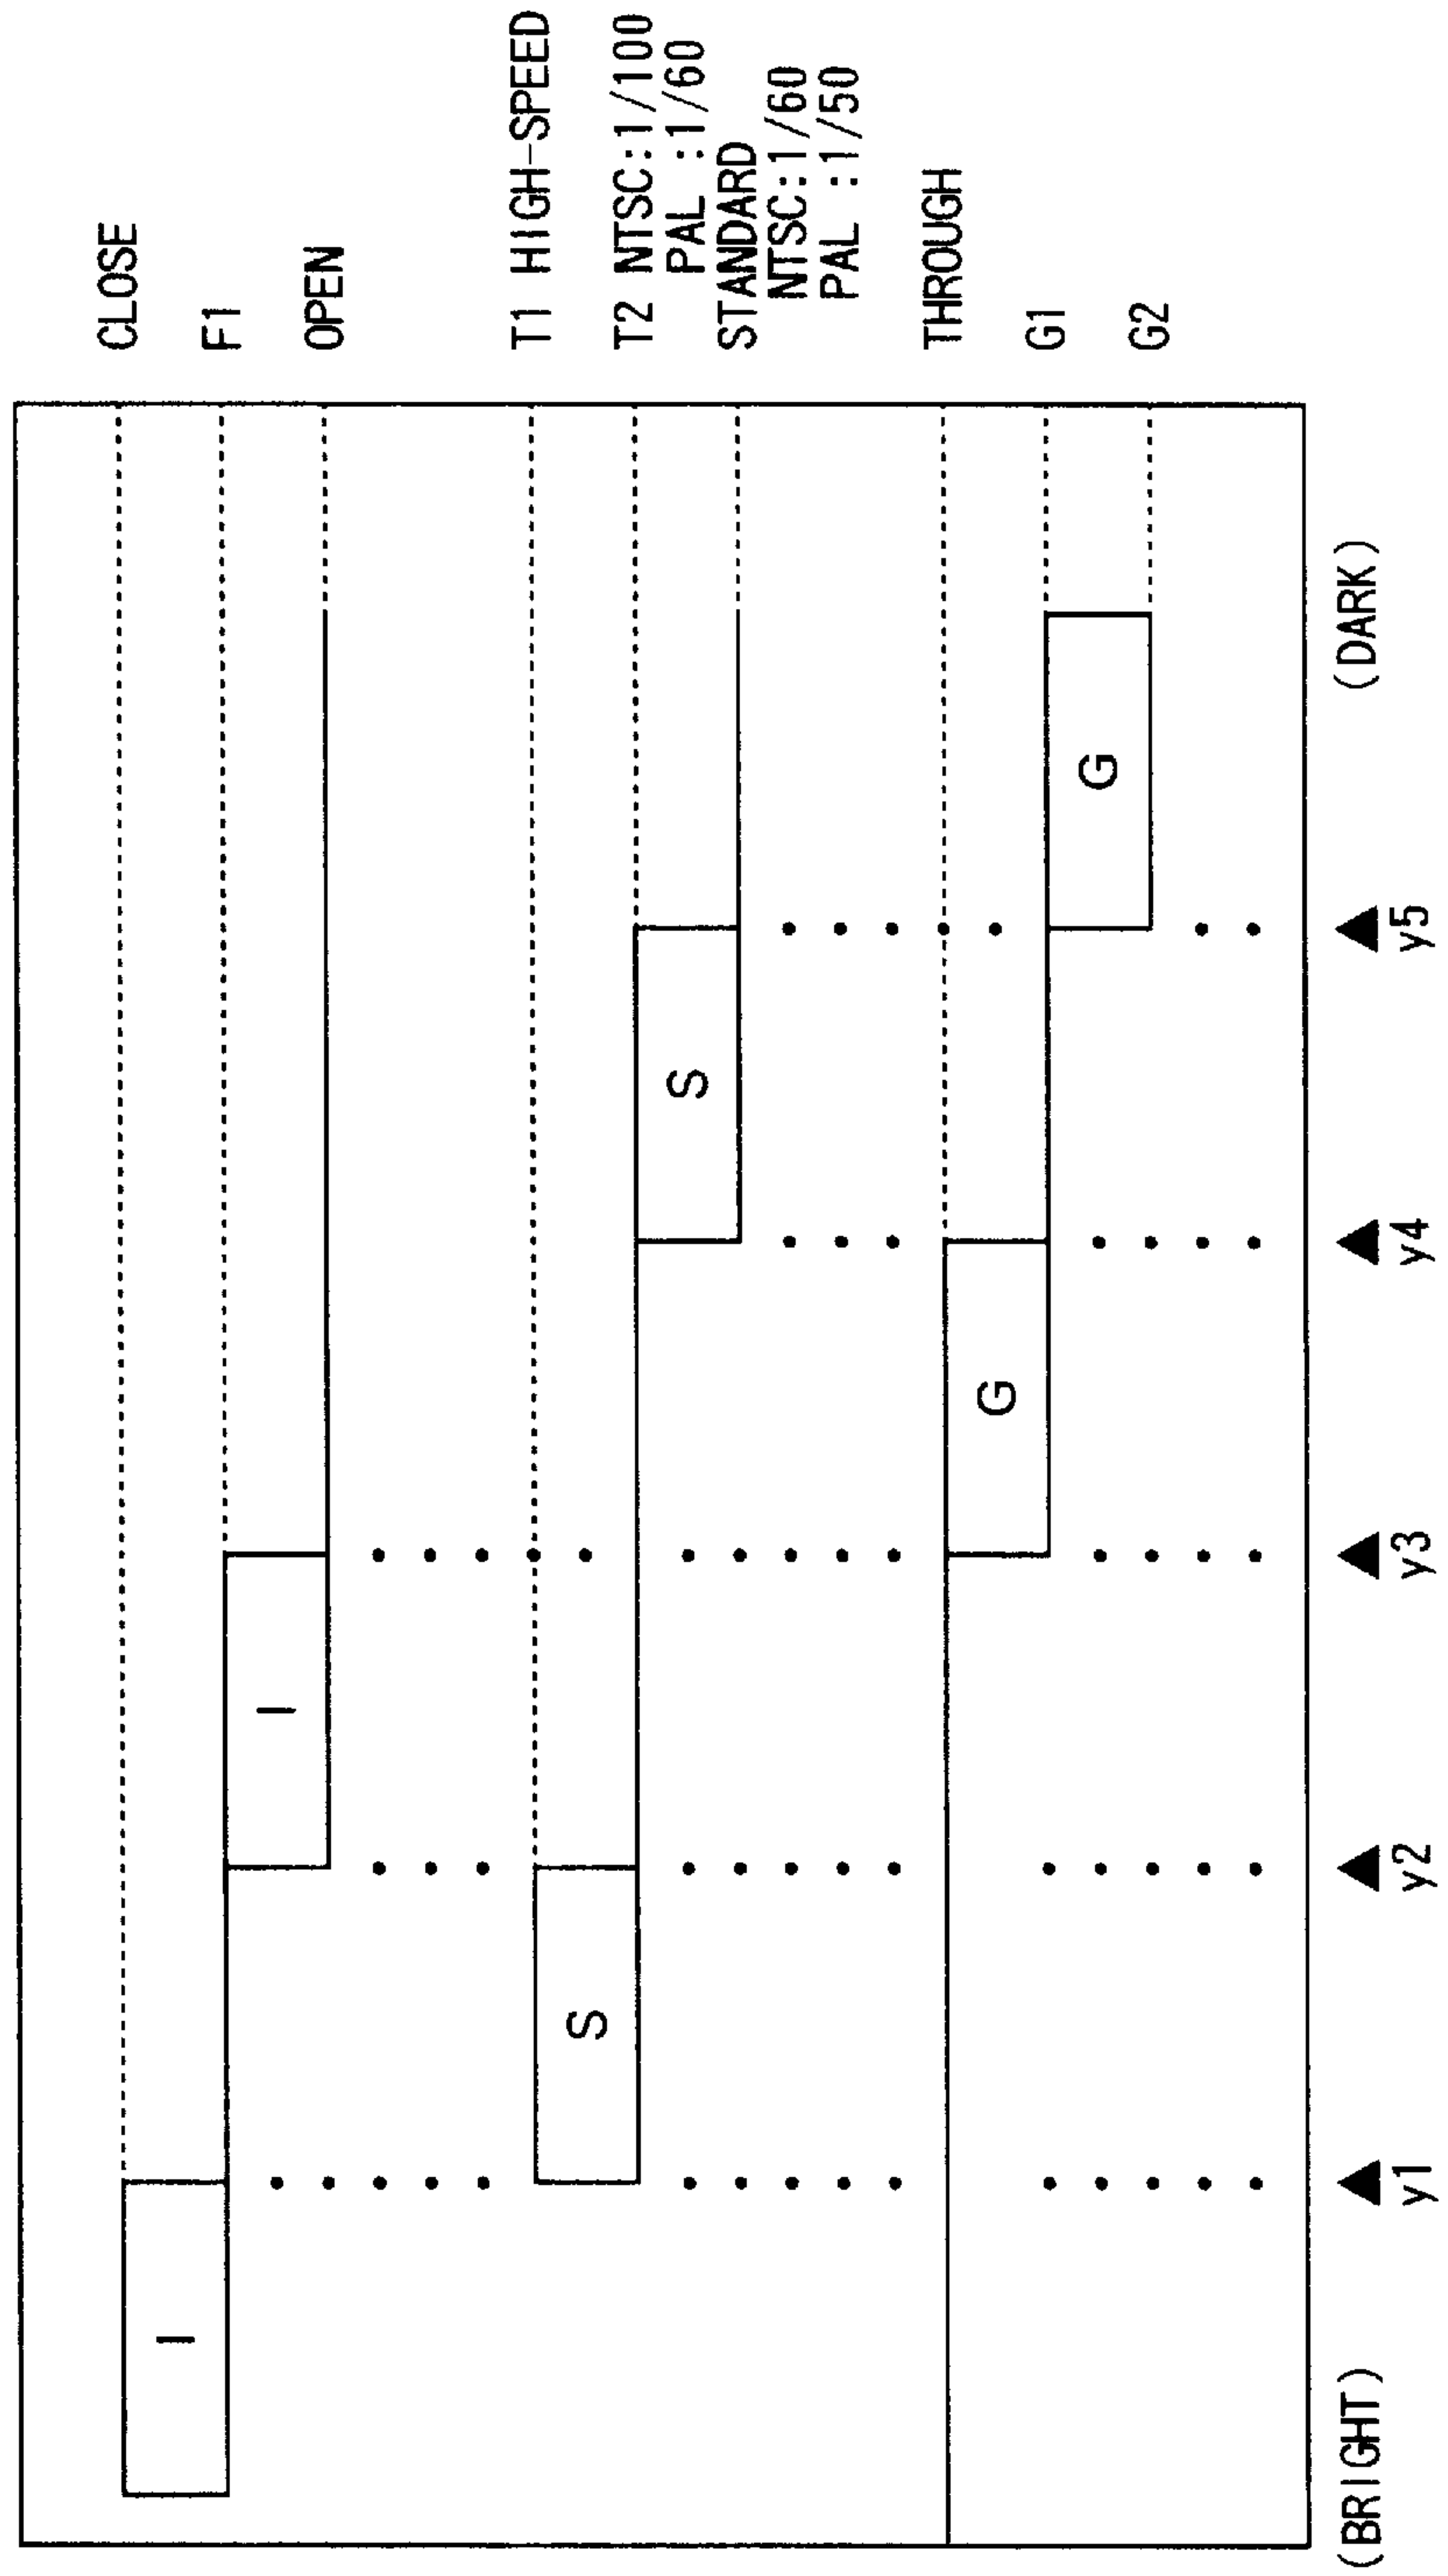 CLOSE
F1
OPEN
T1 HIGH-SPEED
T2 NTSC:1/100
PAL :1/60
STANDARD
NTSC:1/60
PAL :1/50
THROUGH
G1
G2
I
I
S
S
G
G
(BRIGHT)
(DARK)
y1
y2
y3
y4
y5